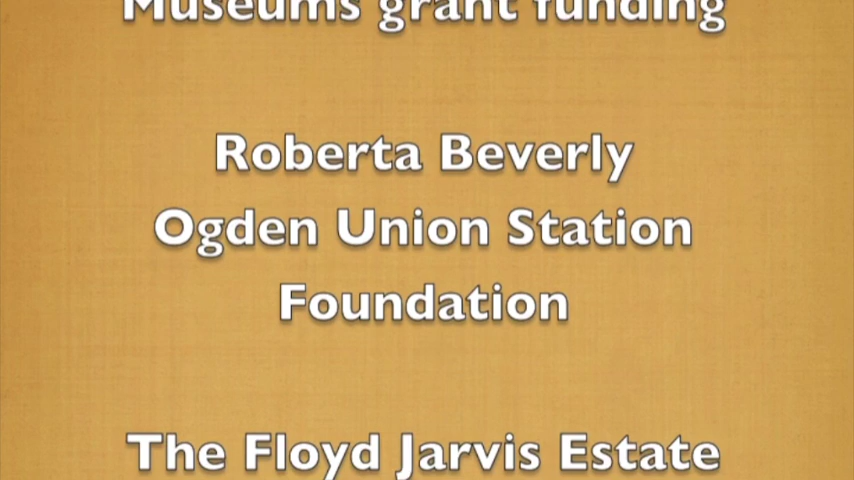 Museums grant funding
Roberta Beverly
Ogden Union Station
Foundation
The Floyd Jarvis Estate